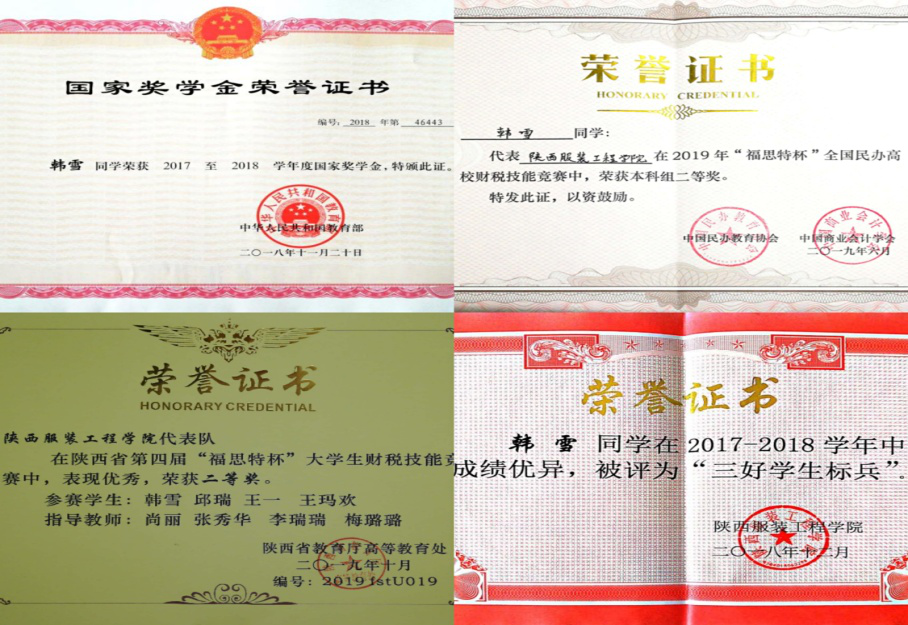 国家奖学金荣誉证书
编号: 2018 年第 46443
韩雪 同学荣获 2017 至 2018 学年度国家奖学金,特颁此证。
中华人民共和国教育部
二〇一八年十一月二十日
荣誉证书
HONORARY CREDENTIAL
韩雪 同学:
代表 陕西服装工程学院 在2019年“福思特杯”全国民办高
校财税技能竞赛中,荣获本科组二等奖。
特发此证,以资鼓励。
中国民办教育协会 中国商业会计学会
二〇一九年六月
荣誉证书
HONORARY CREDENTIAL
陕西服装工程学院代表队
在陕西省第四届“福思特杯”大学生财税技能竞
赛中,表现优秀,荣获二等奖。
参赛学生:韩雪 邱瑞 王一 王玛欢
指导教师:尚丽 张秀华 李瑞瑞 梅璐璐
陕西省教育厅高等教育处
二〇一九年十月
编号:2019fstU019
荣誉证书
韩雪 同学在2017-2018学年中
成绩优异,被评为“三好学生标兵”。
陕西服装工程学院
二〇一八年十二月